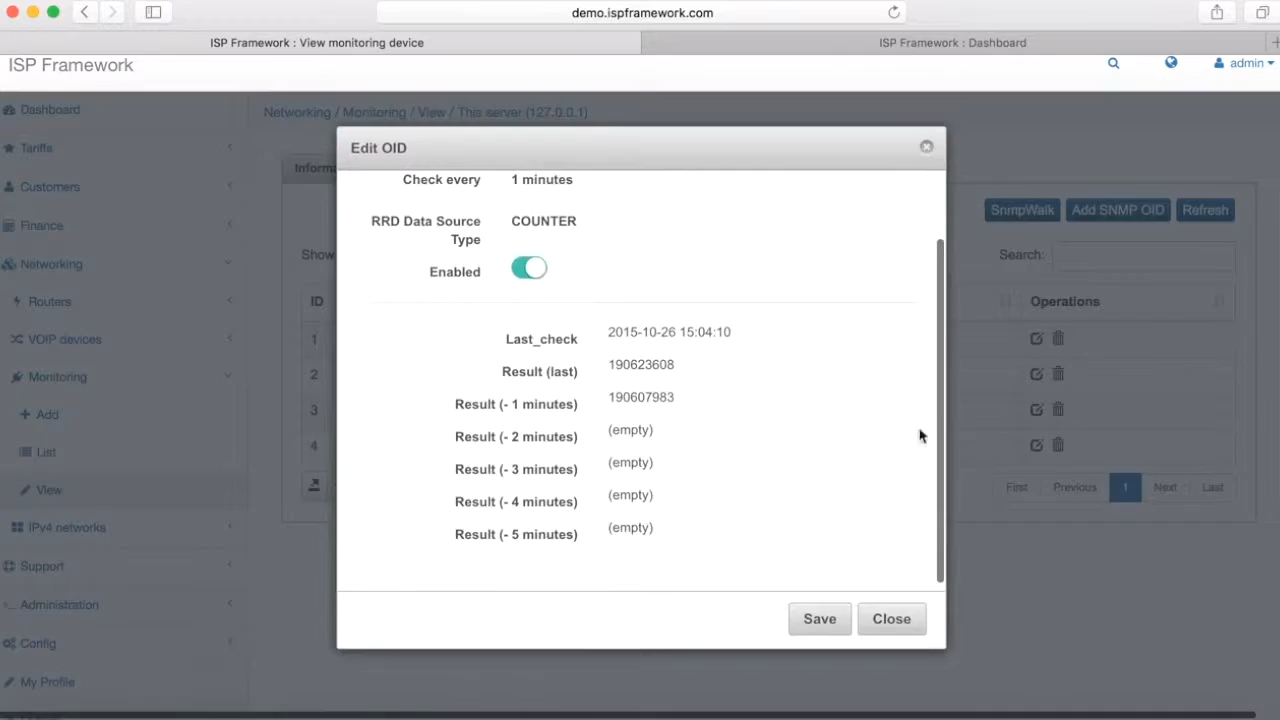 demo.ispframework.com
ISP Framework : View monitoring device
ISP Framework : Dashboard
ISP Framework
admin
Dashboard
Tariffs
Customers
Finance
Networking
Routers
VOIP devices
Monitoring
Add
List
View
IPv4 networks
Support
Administration
Config
My Profile
Networking / Monitoring / View / This server (127.0.0.1)
Informa
SnmpWalk Add SNMP OID Refresh
Show
Search:
ID
Operations
1
2
3
4
First Previous 1 Next Last
Edit OID
Check every 1 minutes
RRD Data Source COUNTER
Type
Enabled
Last_check 2015-10-26 15:04:10
Result (last) 190623608
Result (- 1 minutes) 190607983
Result (- 2 minutes) (empty)
Result (- 3 minutes) (empty)
Result (- 4 minutes) (empty)
Result (- 5 minutes) (empty)
Save Close